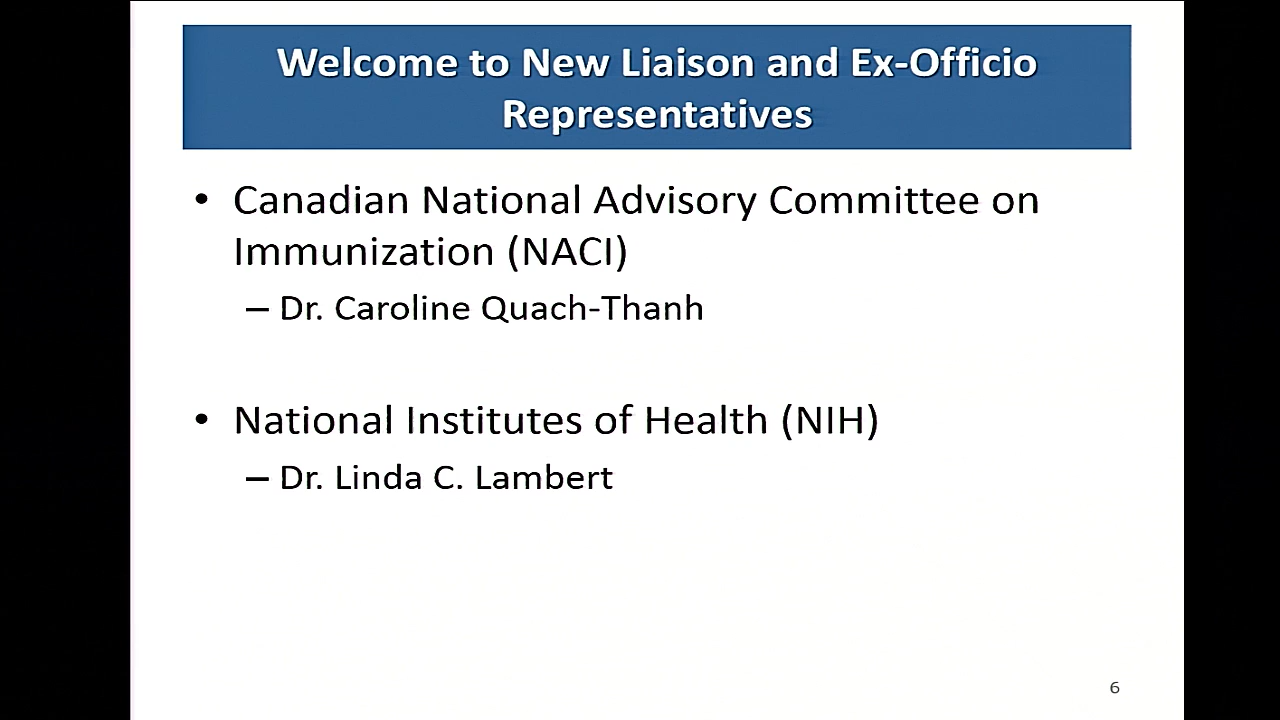 Welcome to New Liaison and Ex-Officio
Representatives
• Canadian National Advisory Committee on
Immunization (NACI)
– Dr. Caroline Quach-Thanh
• National Institutes of Health (NIH)
– Dr. Linda C. Lambert
6